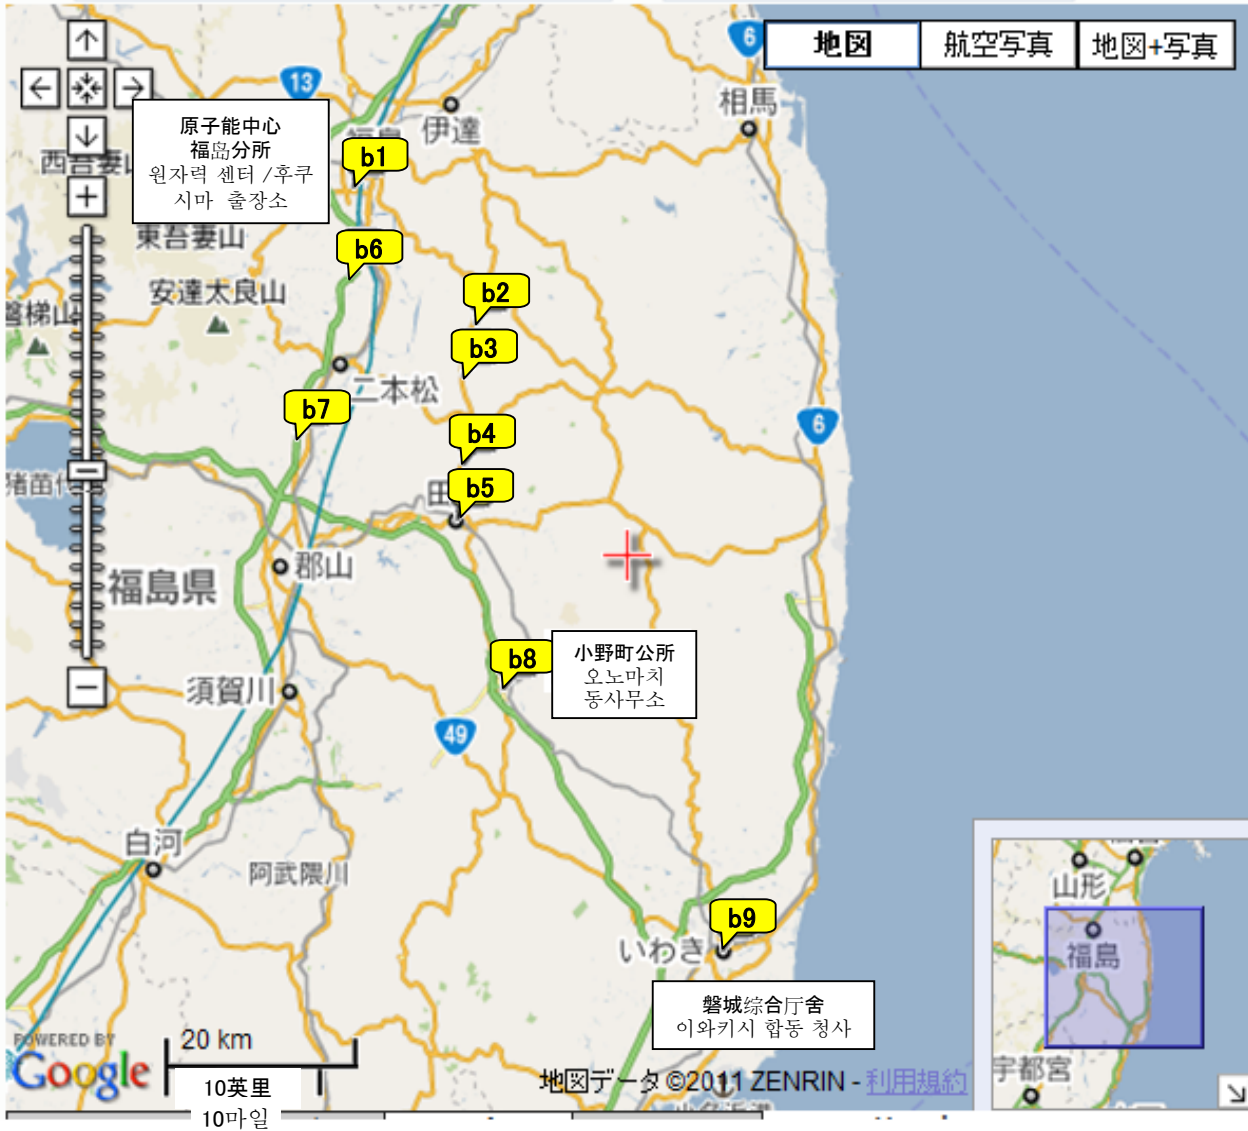 6
地図
航空写真
地図+写真
13
相馬
伊達
原子能中心
福岛分所
원자력 센터 /후쿠
시마 출장소
b1
西吾妻
東吾妻山
b6
安達太良山
b2
磐梯山
b3
二本松
b7
b4
6
猪苗代
b5
田
郡山
福島県
b8
小野町公所
오노마치
동사무소
須賀川
49
白河
阿武隈川
山形
福島
b9
いわき
磐城综合厅舍
이와키시 합동 청사
POWERED BY
Google
20 km
10英里
10마일
地図データ ©2011 ZENRIN - 利用規約
宇都宮